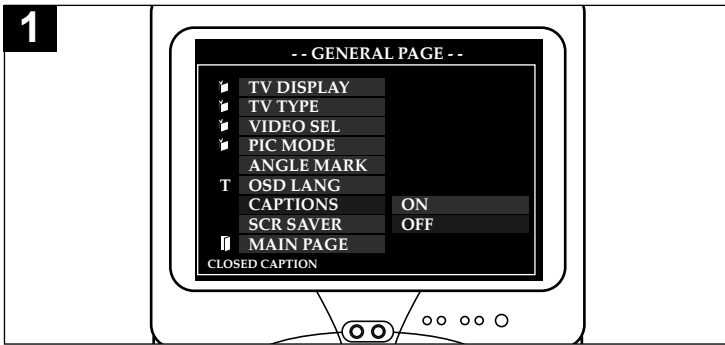 1
- - GENERAL PAGE - -
TV DISPLAY
TV TYPE
VIDEO SEL
PIC MODE
ANGLE MARK
T OSD LANG
CAPTIONS ON
SCR SAVER OFF
MAIN PAGE
CLOSED CAPTION